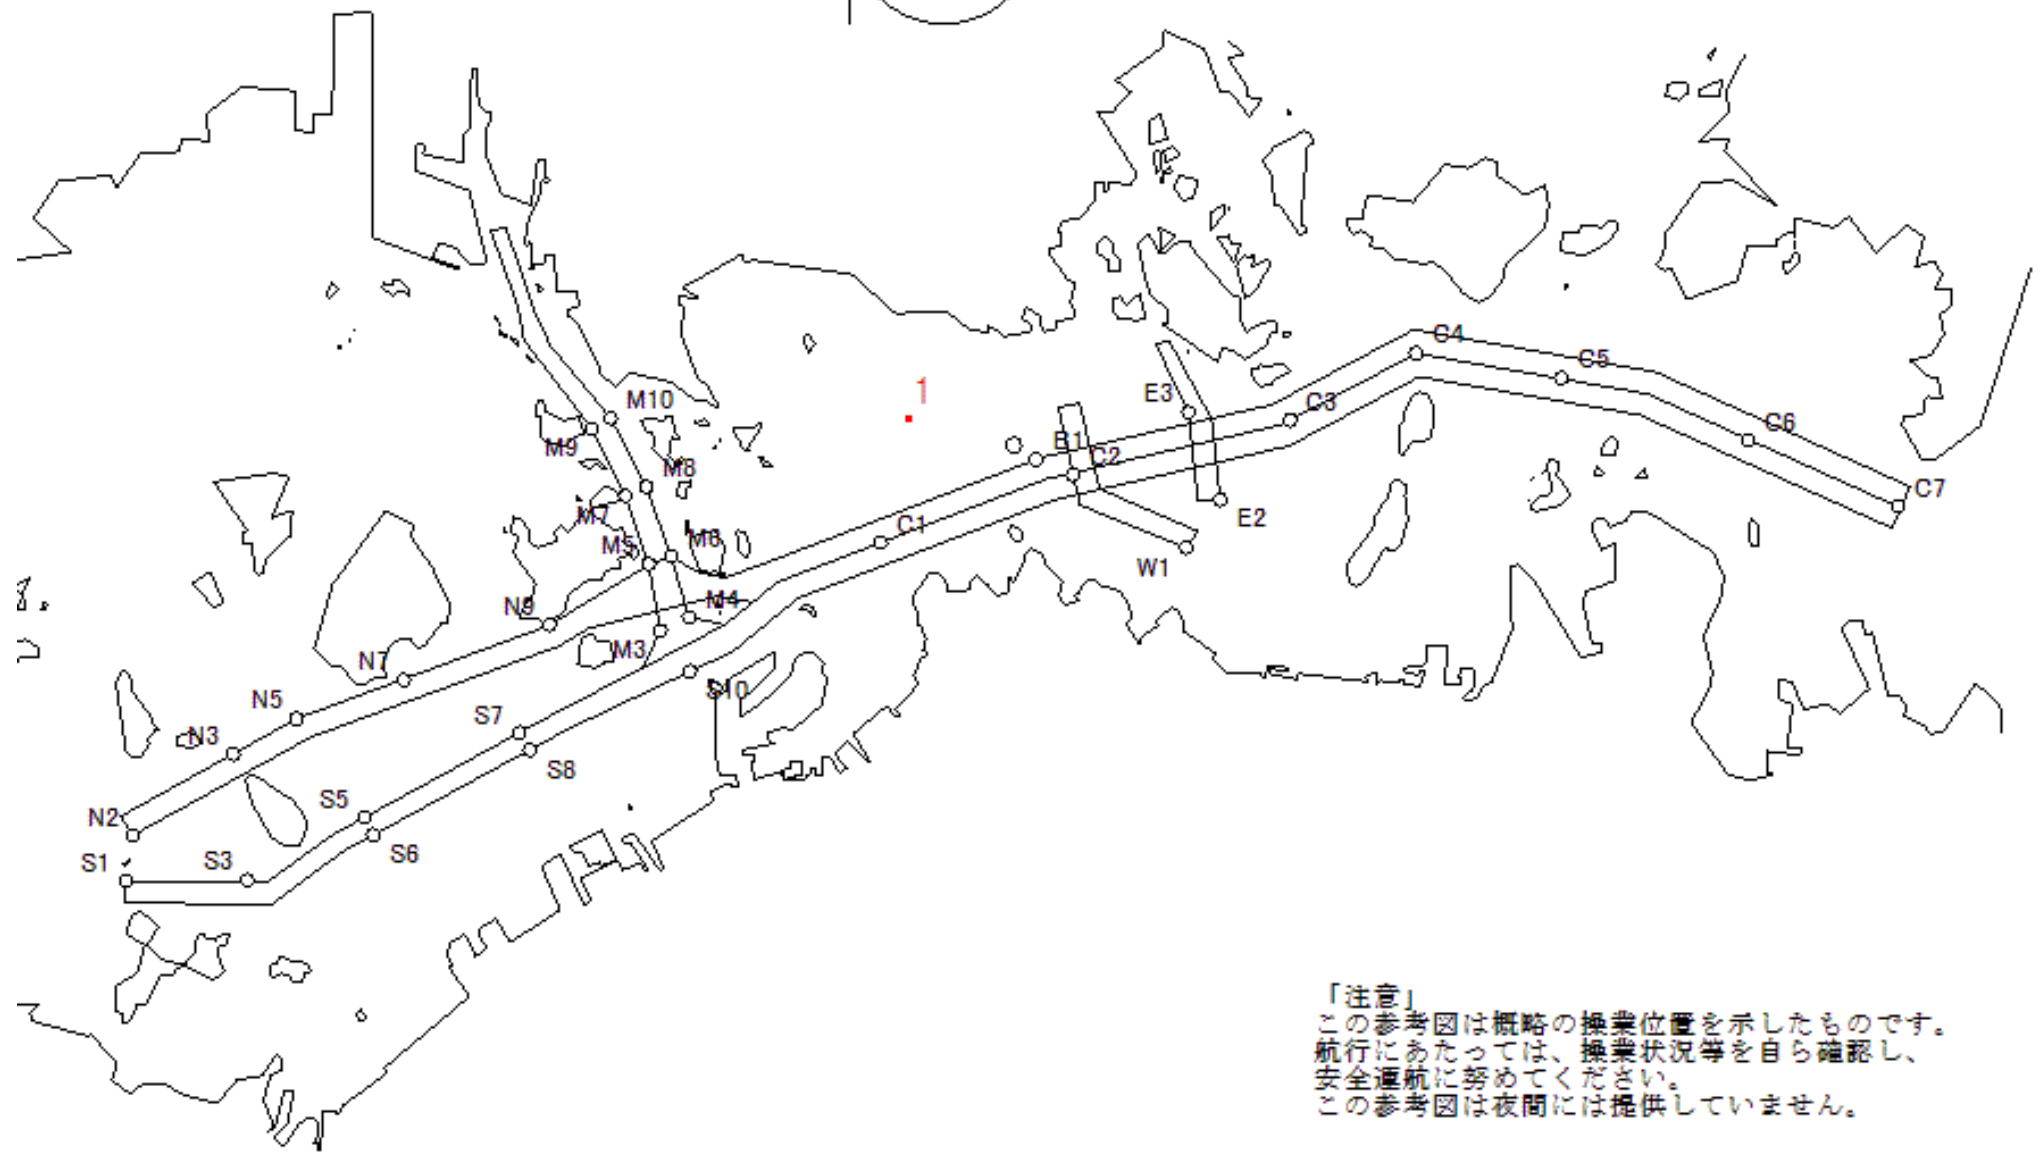 C4
C5
1
E3
M10
C3
C6
M9
B1
C2
M8
C7
M7
E2
C1
M6
M5
W1
N9
M4
M3
N7
S10
N5
S7
N3
S8
S5
N2
S6
S1
S3
「注意」
この参考図は概略の操業位置を示したものです。
航行にあたっては、操業状況等を自ら確認し、
安全運航に努めてください。
この参考図は夜間には提供していません。